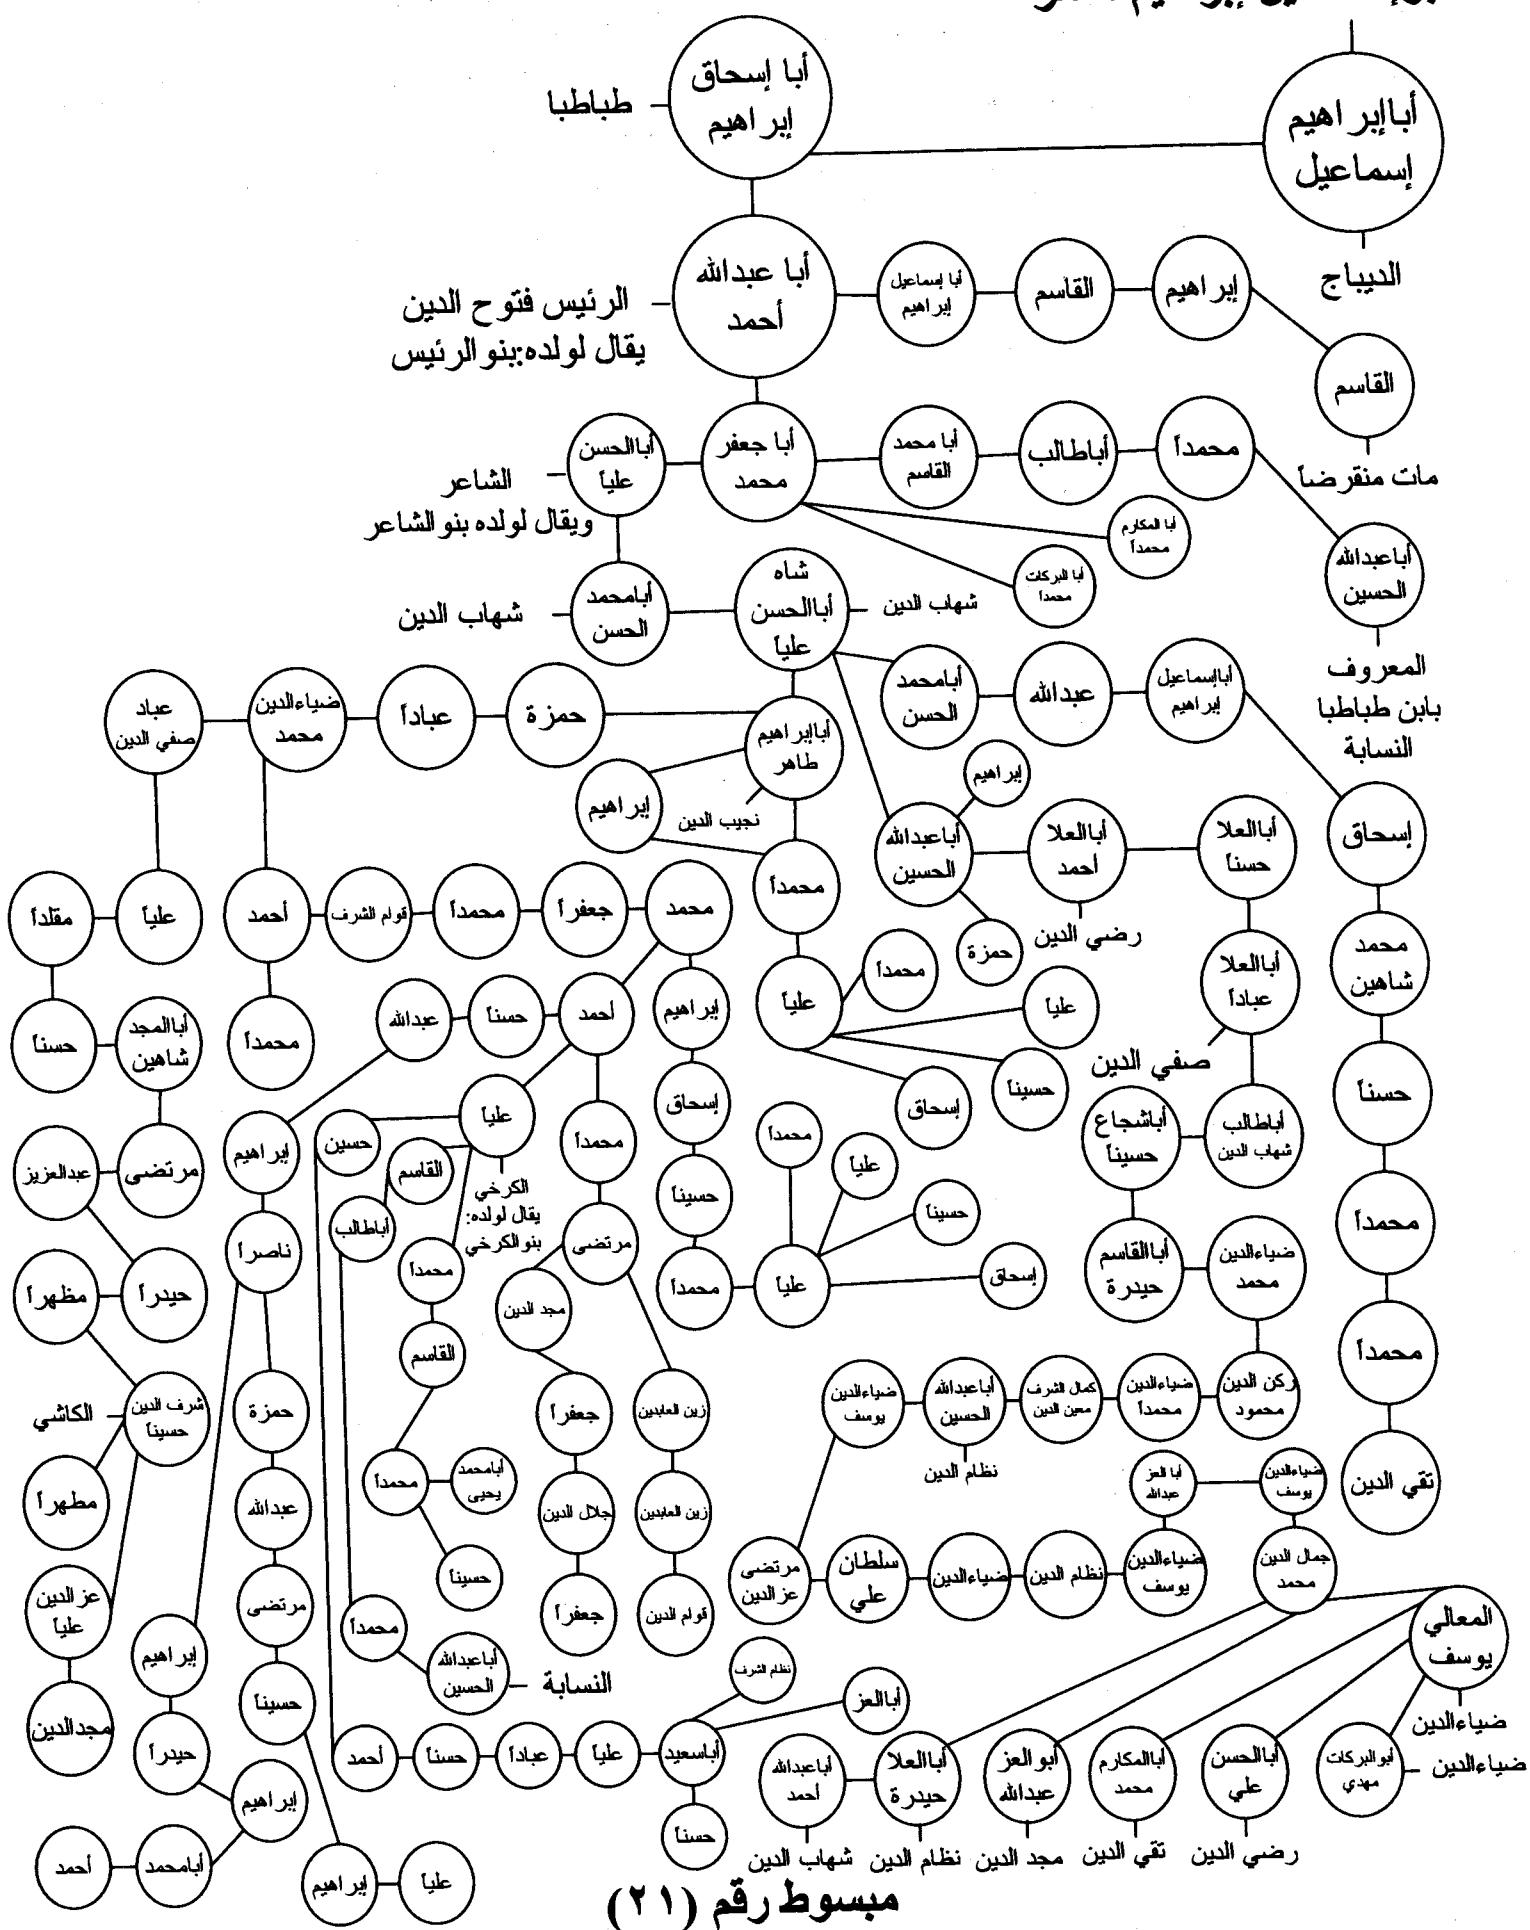 أبا إسحاق
إبراهيم
طباطبا
أباإبراهيم
إسماعيل
الديباج
أبا عبدالله
أحمد
الرئيس فتوح الدين
يقال لولده:بنو الرئيس
أبا إسماعيل
إبراهيم
القاسم
إبراهيم
القاسم
مات منقرضاً
أبا جعفر
محمد
أباالحسن
علياً
الشاعر
ويقال لولده بنو الشاعر
أبا محمد
القاسم
أباطالب
محمداً
أبا المكارم
محمداً
أبا البركات
محمداً
أباعبدالله
الحسين
المعروف
بابن طباطبا
النسابة
شاه
أباالحسن
علياً
شهاب الدين
أبامحمد
الحسن
شهاب الدين
أبامحمد
الحسن
عبدالله
أباإسماعيل
إبراهيم
إسحاق
محمد
شاهين
حسناً
محمداً
محمداً
تقي الدين
أباإبراهيم
طاهر
نجيب الدين
إبراهيم
حمزة
عباداً
ضياءالدين
محمد
عباد
صفي الدين
إبراهيم
أباعبدالله
الحسين
حمزة
أباالعلا
أحمد
رضي الدين
أباالعلا
حسناً
أباالعلا
عباداً
صفي الدين
أباطالب
شهاب الدين
أباشجاع
حسيناً
أباالقاسم
حيدرة
ضياءالدين
محمد
ركن الدين
محمود
ضياءالدين
محمداً
كمال الشرف
معين الدين
أباعبدالله
الحسين
نظام الدين
ضياءالدين
يوسف
مرتضى
عزالدين
سلطان
علي
ضياءالدين
نظام الدين
ضياءالدين
يوسف
أبا العز
عبدالله
ضياءالدين
يوسف
جمال الدين
محمد
المعالي
يوسف
ضياءالدين
أبوالبركات
مهدي
ضياءالدين
أباالحسن
علي
رضي الدين
أباالمكارم
محمد
تقي الدين
أبو العز
عبدالله
مجد الدين
أباالعلا
حيدرة
نظام الدين
أباعبدالله
أحمد
شهاب الدين
محمداً
علياً
محمداً
علياً
حسيناً
إسحاق
محمد
جعفراً
محمداً
قوام الشرف
أحمد
محمداً
علياً
مقلداً
حسناً
أباالمجد
شاهين
مرتضى
عبدالعزيز
حيدراً
مظهراً
شرف الدين
حسيناً
الكاشي
مطهراً
عزالدين
علياً
مجدالدين
إبراهيم
إسحاق
حسيناً
محمداً
علياً
محمداً
علياً
حسيناً
إسحاق
أحمد
حسناً
عبدالله
إبراهيم
ناصراً
حمزة
عبدالله
مرتضى
حسيناً
إبراهيم
علياً
إبراهيم
حيدراً
إبراهيم
أبامحمد
أحمد
علياً
الكرخي
يقال لولده:
بنو الكرخي
حسين
القاسم
أباطالب
محمداً
القاسم
محمداً
أبامحمد
يحيى
حسيناً
محمداً
أباعبدالله
الحسين
النسابة
محمداً
مرتضى
مجد الدين
جعفراً
جلال الدين
جعفراً
زين العابدين
زين العابدين
قوام الدين
أحمد
حسناً
عباداً
علياً
أباسعيد
نظام الشرف
أباالعز
حسناً
مبسوط رقم (٢١)